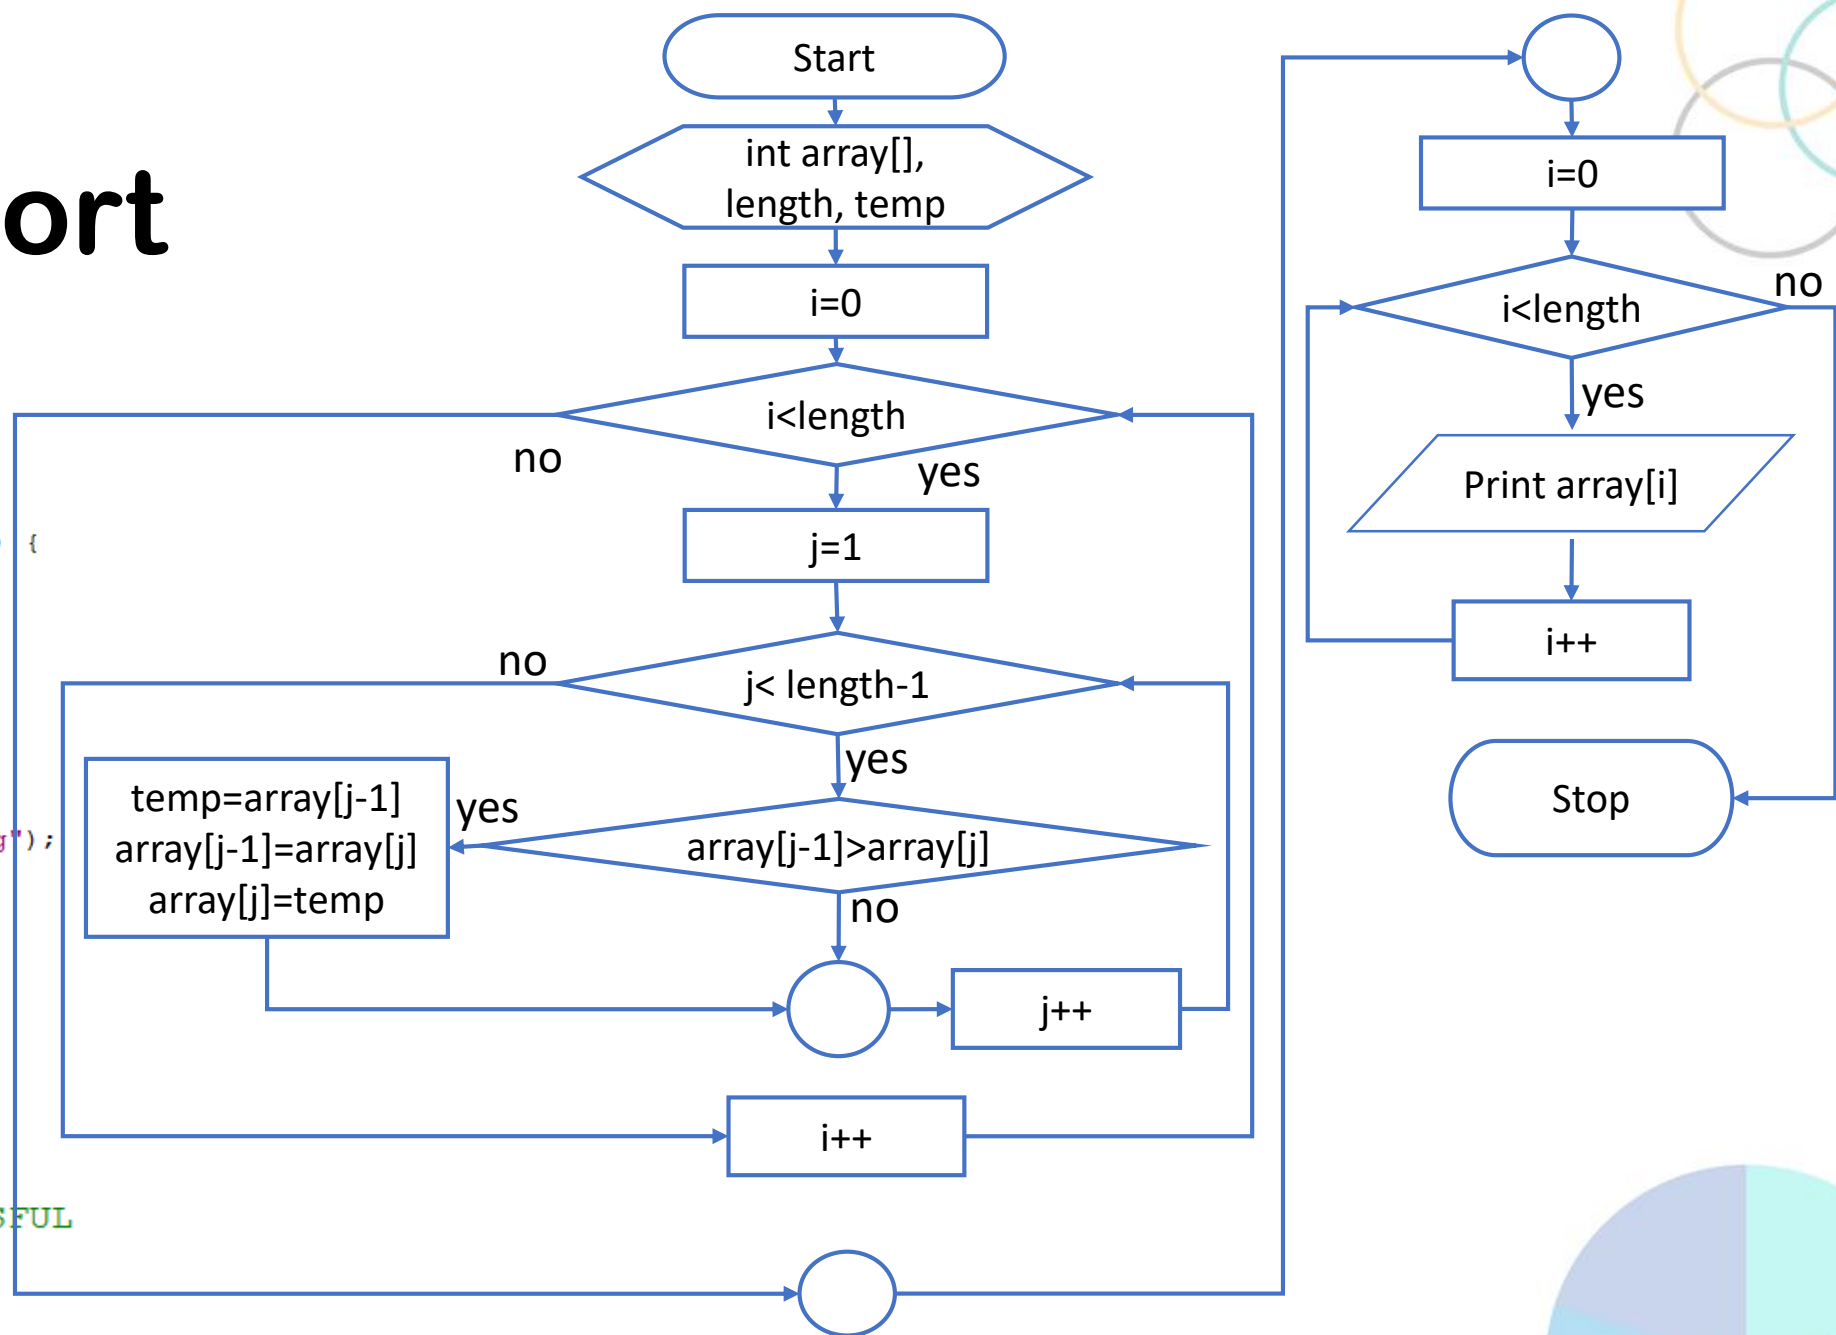 ort
{
g");
SFUL
Start
int array[],
length, temp
i=0
i<length
no
yes
j=1
no
j< length-1
yes
temp=array[j-1]
array[j-1]=array[j]
array[j]=temp
yes
array[j-1]>array[j]
no
j++
i++
i=0
i<length
no
yes
Print array[i]
i++
Stop